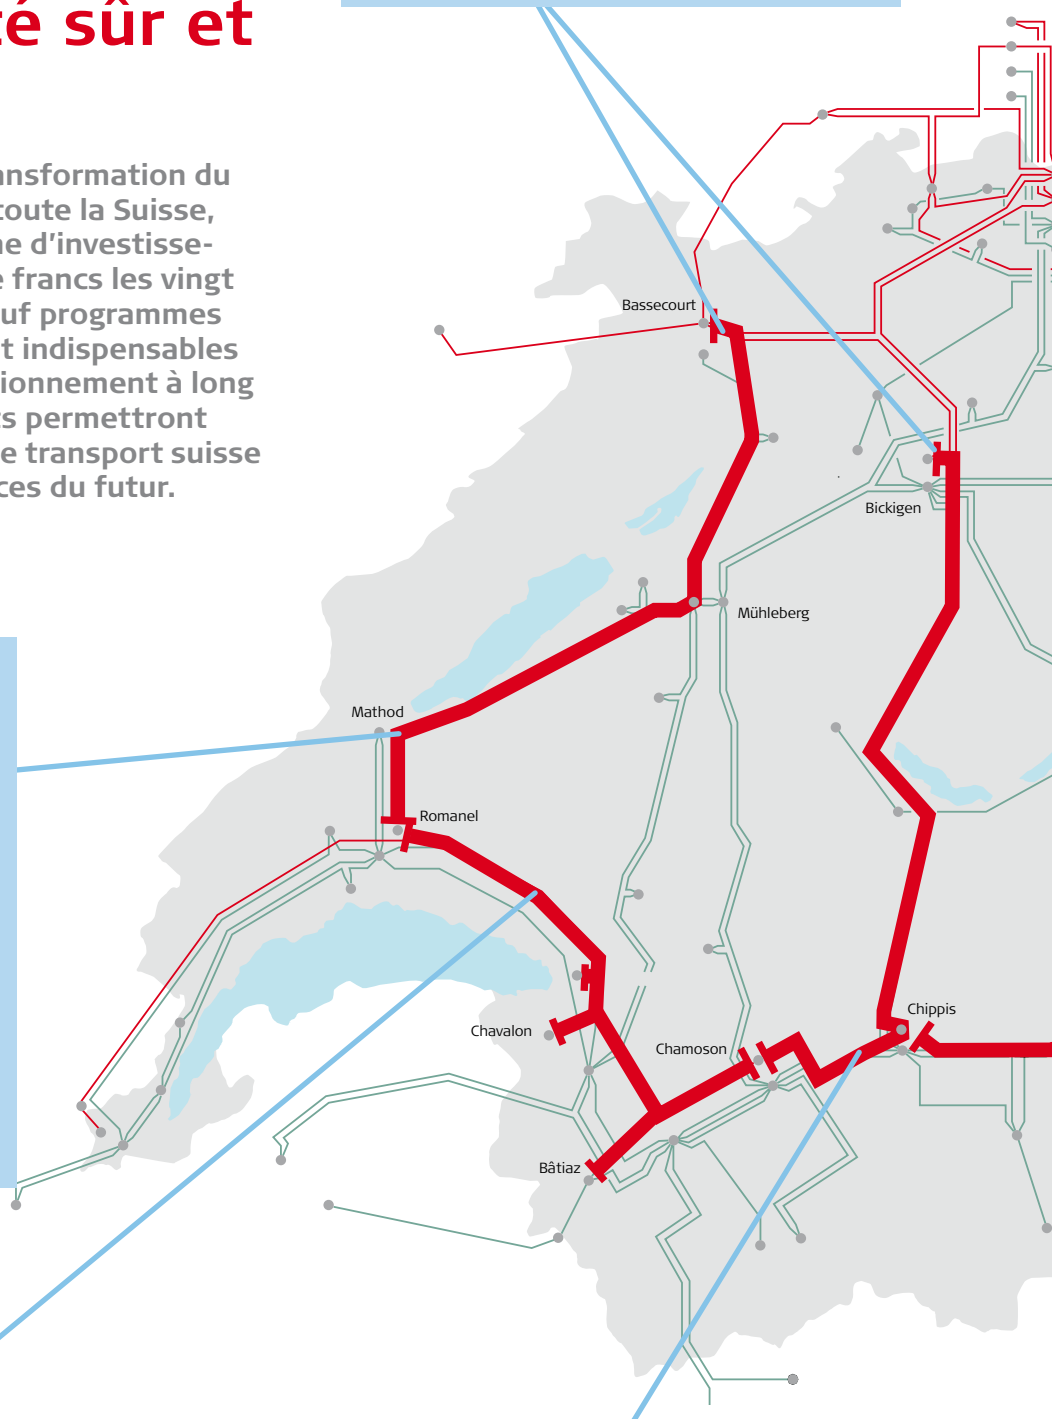 té sûr et
ansformation du
toute la Suisse,
ne d'investisse-
e francs les vingt
uf programmes
t indispensables
ionnement à long
ts permettront
e transport suisse
ces du futur.
Bassecourt
Bickigen
Mühleberg
Mathod
Romanel
Chippis
Chavalon
Chamoson
Bâtiaz